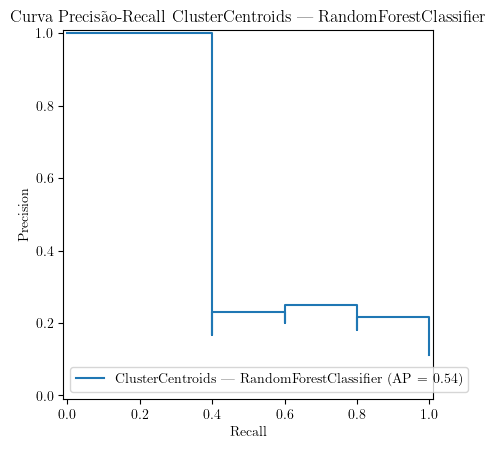 Curva Precisão-Recall ClusterCentroids — RandomForestClassifier
1.0
0.8
0.6
0.4
0.2
0.0
Precision
ClusterCentroids — RandomForestClassifier (AP = 0.54)
0.0 0.2 0.4 0.6 0.8 1.0
Recall